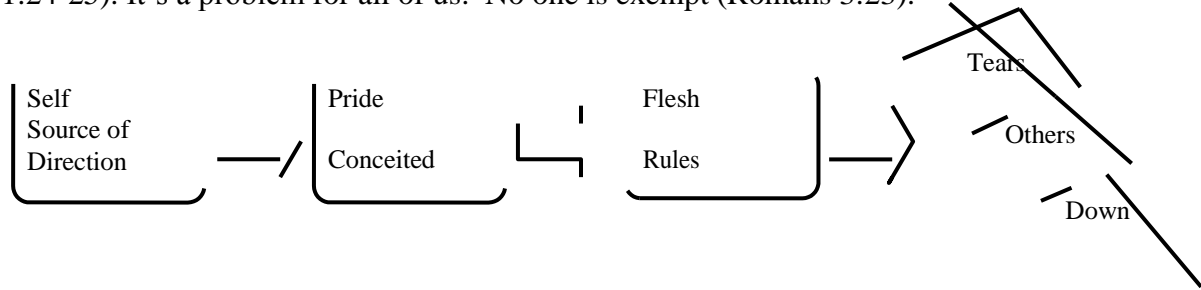 1:24-25). It's a problem for all of us. No one is exempt (Romans 3:23).
Self
Source of
Direction
Pride
Conceited
Flesh
Rules
Tears
Others
Down